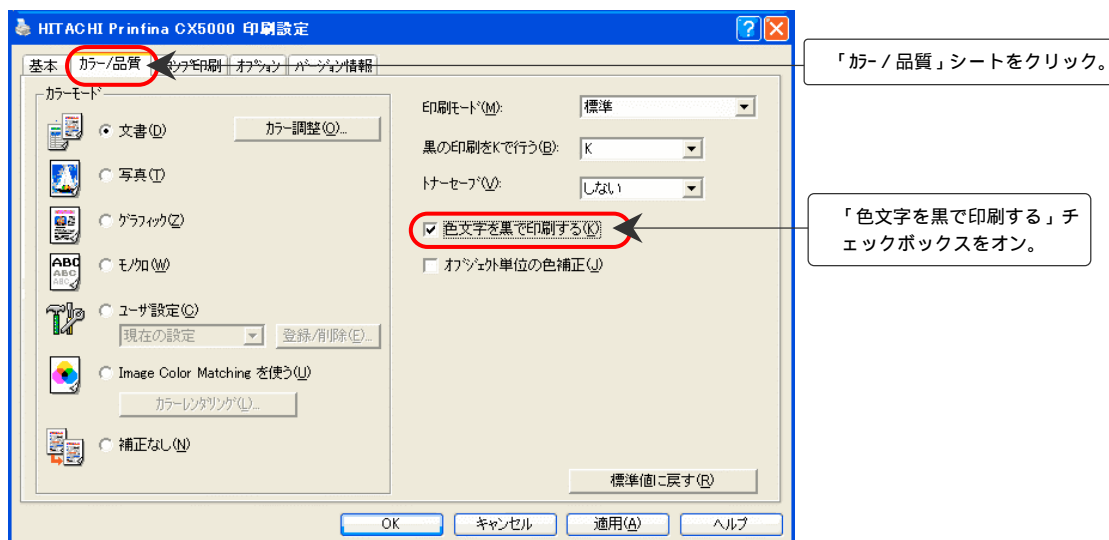 HITACHI Prinfina CX5000 印刷設定
基本
ｶﾗｰ/品質
ｽﾀﾝﾌﾟ印刷
ｵﾌﾟｼｮﾝ
ﾊﾞｰｼﾞｮﾝ情報
「ｶﾗｰ / 品質」シートをクリック。
ｶﾗｰﾓｰﾄﾞ
文書(D)
ｶﾗｰ調整(O)...
写真(T)
ｸﾞﾗﾌｨｯｸ(Z)
ABC
ABC
ABC
ﾓﾉｸﾛ(W)
ﾕｰｻﾞ設定(C)
現在の設定
登録/削除(E)...
Image Color Matching を使う(U)
ｶﾗｰﾚﾝﾀﾞﾘﾝｸﾞ(L)...
補正なし(N)
印刷ﾓｰﾄﾞ(M):
標準
黒の印刷をKで行う(B):
K
ﾄﾅｰｾｰﾌﾞ(V):
しない
色文字を黒で印刷する(K)
ｵﾌﾞｼﾞｪｸﾄ単位の色補正(J)
「色文字を黒で印刷する」チ
ェックボックスをオン。
標準値に戻す(R)
OK
キャンセル
適用(A)
ヘルプ